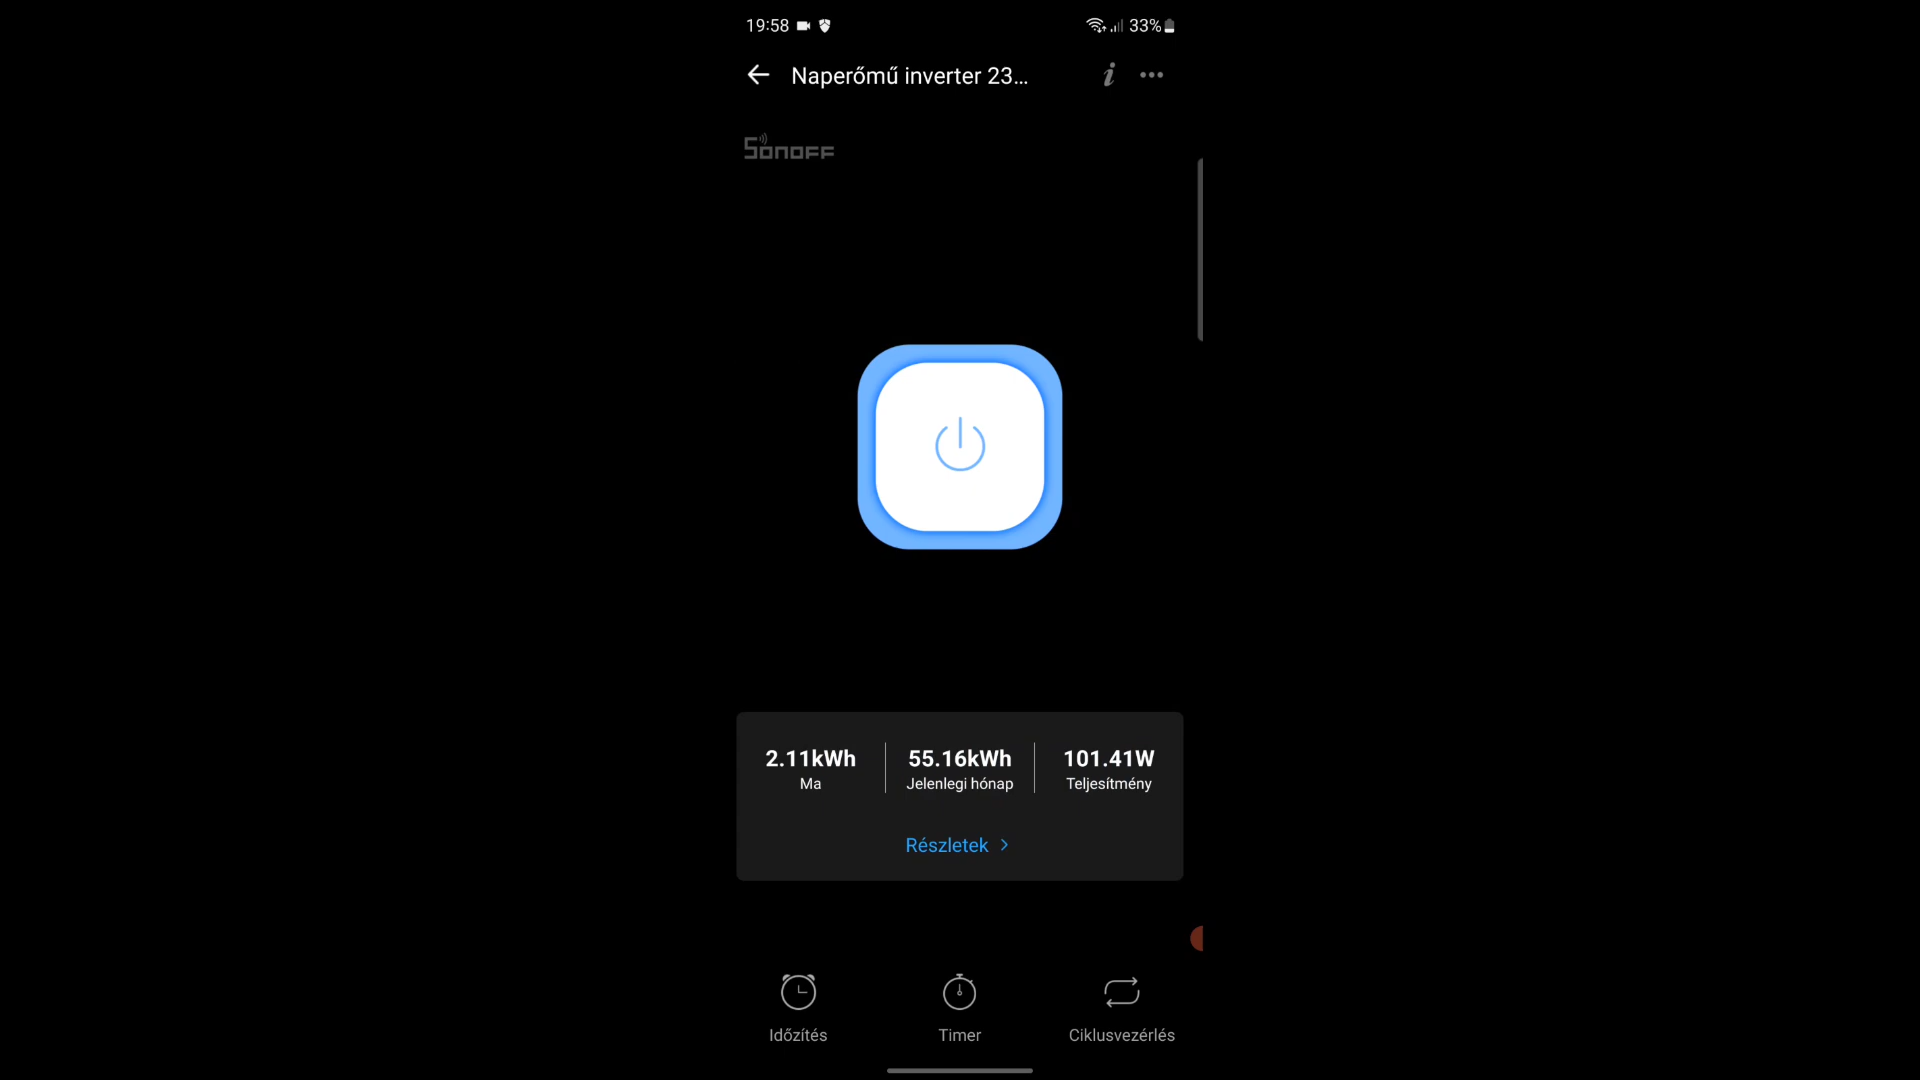 19:58 33%
Naperőmű inverter 23...
SONOFF
2.11kWh 55.16kWh 101.41W
Ma Jelenlegi hónap Teljesítmény
Részletek
Időzítés Timer Ciklusvezérlés